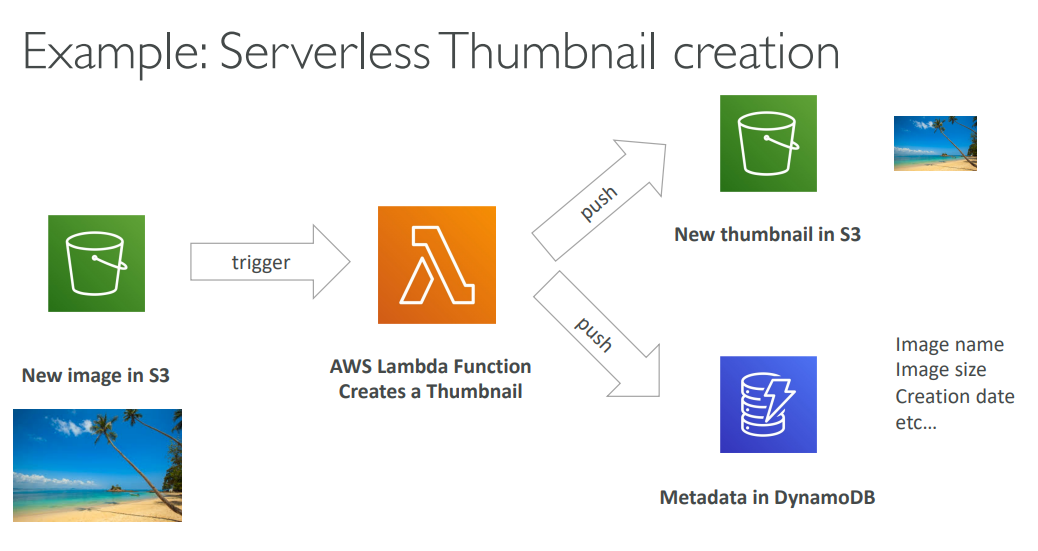 Example: Serverless Thumbnail creation
trigger
push
push
New image in S3
AWS Lambda Function
Creates a Thumbnail
New thumbnail in S3
Image name
Image size
Creation date
etc…
Metadata in DynamoDB